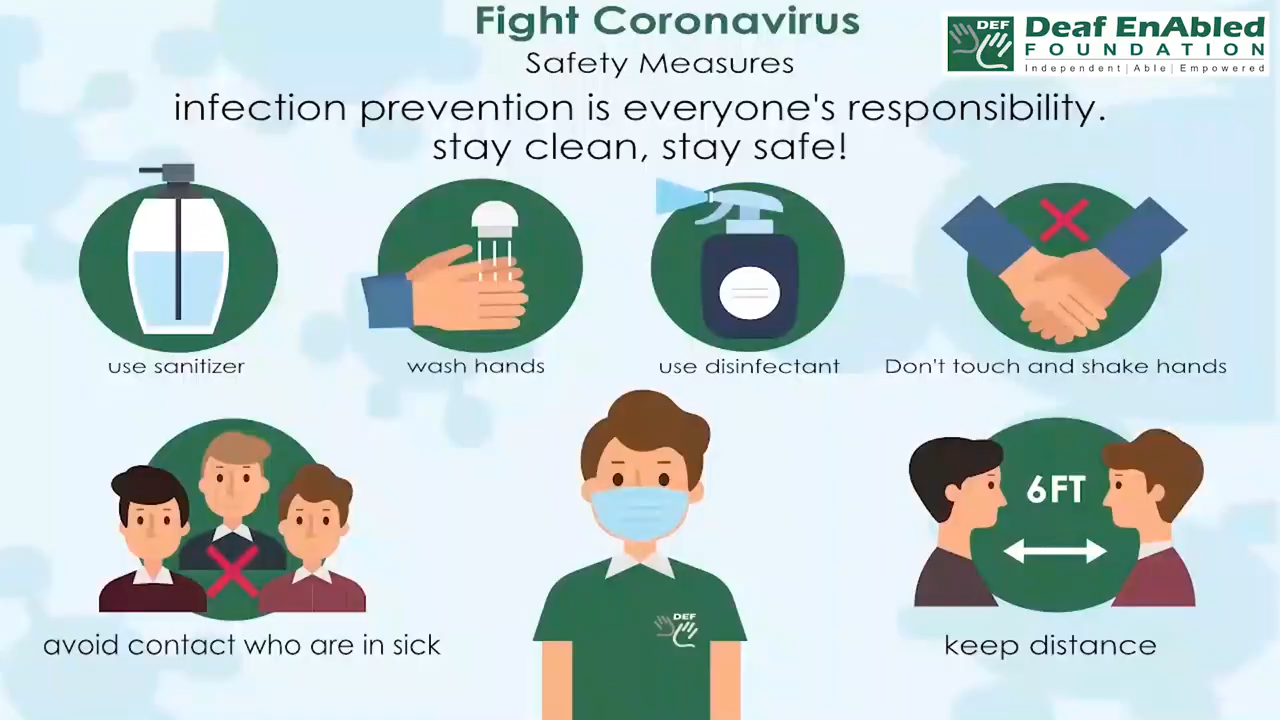 Fight Coronavirus
Safety Measures
DEF
Deaf EnAbled
FOUNDATION
Independent | Able | Empowered
infection prevention is everyone's responsibility.
stay clean, stay safe!
use sanitizer
wash hands
use disinfectant
Don't touch and shake hands
6FT
DEF
avoid contact who are in sick
keep distance